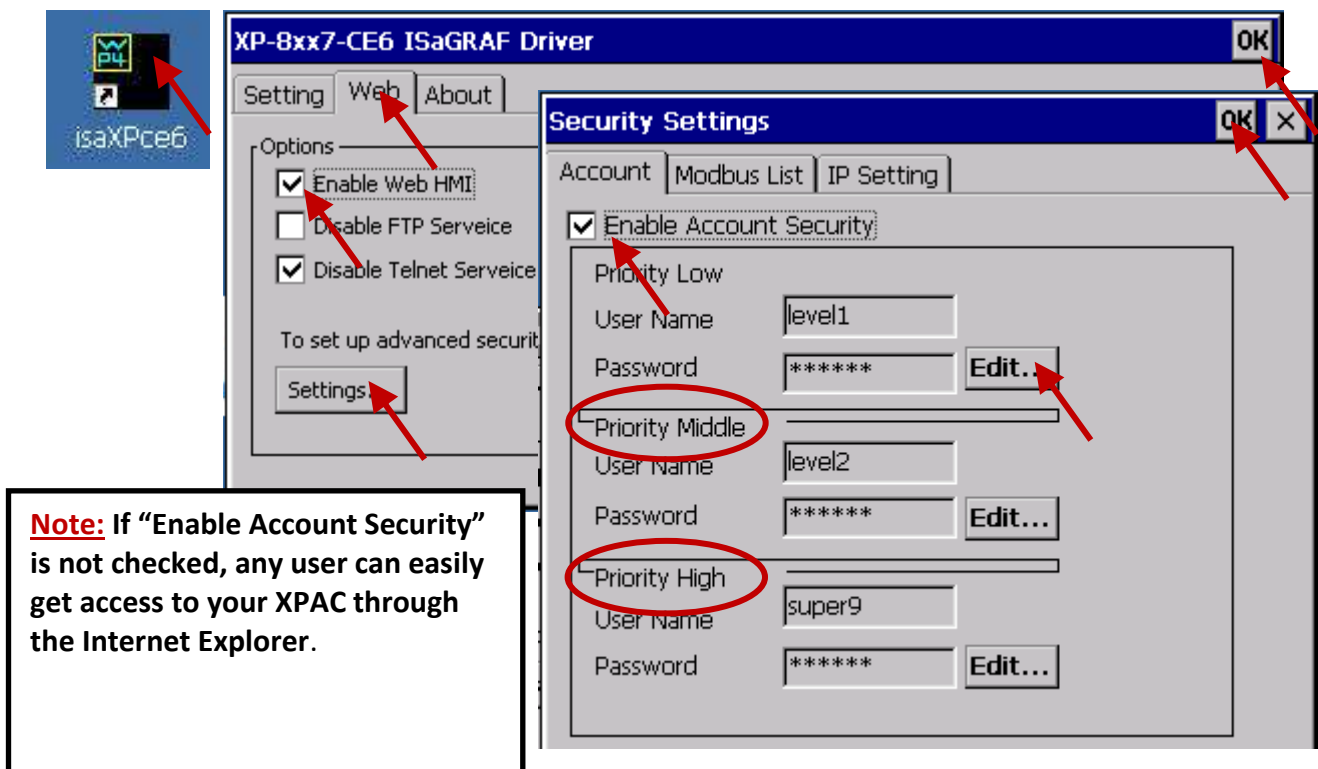 isaXPce6
XP-8xx7-CE6 ISaGRAF Driver
OK
Setting
Web
About
Options
Enable Web HMI
Disable FTP Serveice
Disable Telnet Serveice
To set up advanced securit
Settings...
Security Settings
OK
×
Account
Modbus List
IP Setting
Enable Account Security
Priority Low
User Name
level1
Password
******
Edit...
Priority Middle
User Name
level2
Password
******
Edit...
Priority High
User Name
super9
Password
******
Edit...
Note: If “Enable Account Security”
is not checked, any user can easily
get access to your XPAC through
the Internet Explorer.